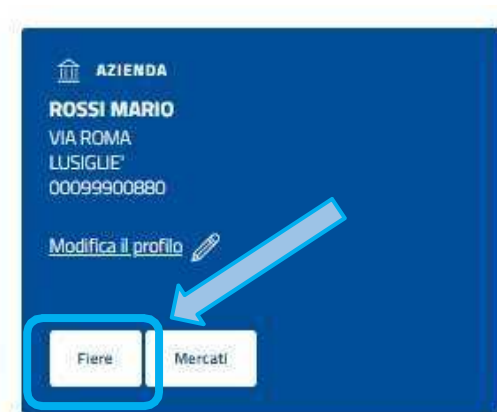 AZIENDA
ROSSI MARIO
VIA ROMA
LUSIGLIE'
00099900880
Modifica il profilo
Fiere Mercati